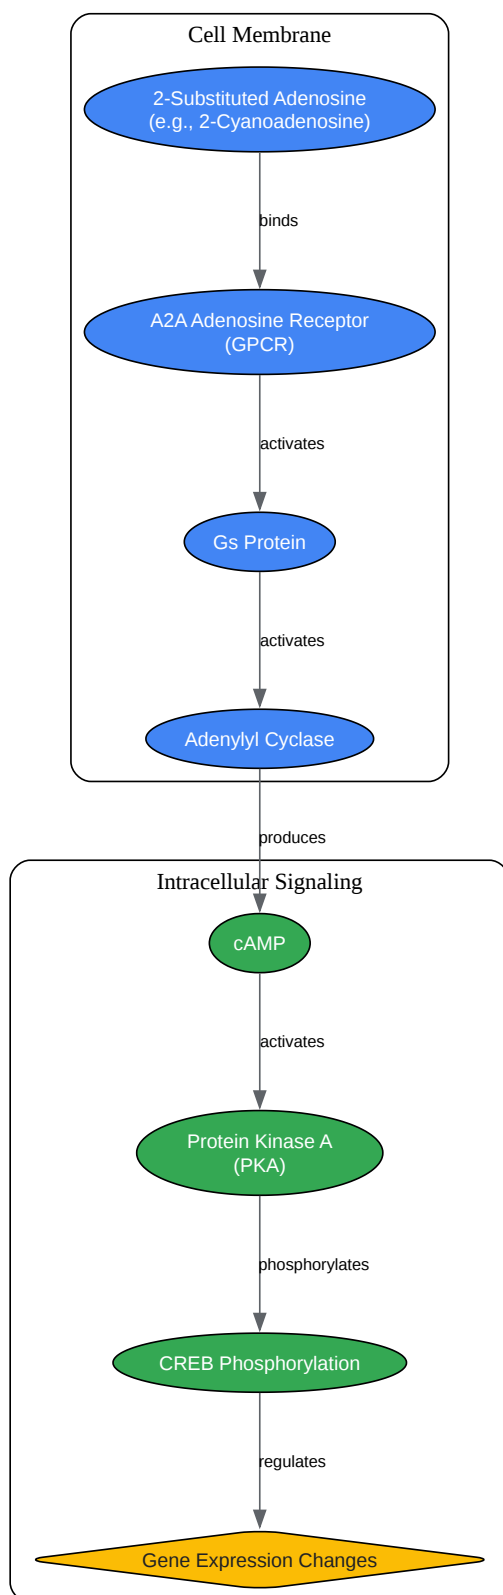 Cell Membrane
2-Substituted Adenosine
(e.g., 2-Cyanoadenosine)
binds
A2A Adenosine Receptor
(GPCR)
activates
Gs Protein
activates
Adenylyl Cyclase
produces
Intracellular Signaling
cAMP
activates
Protein Kinase A
(PKA)
phosphorylates
CREB Phosphorylation
regulates
Gene Expression Changes